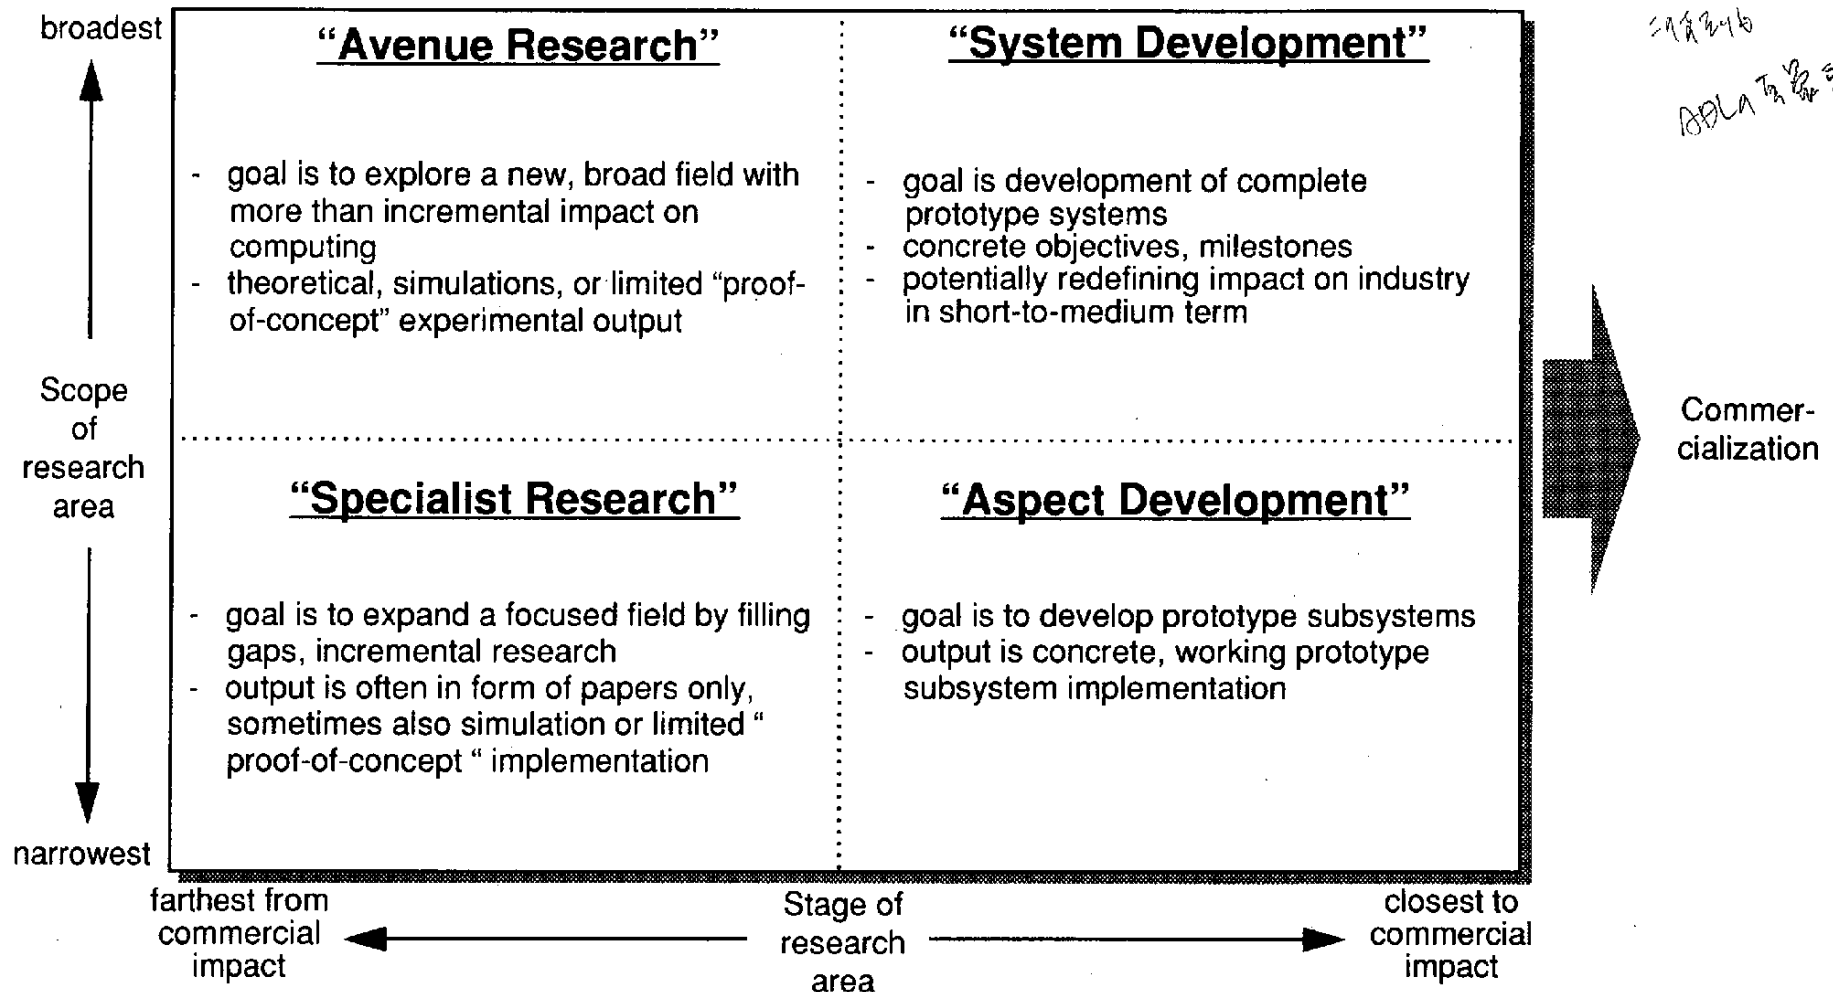 broadest
“Avenue Research”
- goal is to explore a new, broad field with
more than incremental impact on
computing
- theoretical, simulations, or limited “proof-
of-concept” experimental output
“System Development”
- goal is development of complete
prototype systems
- concrete objectives, milestones
- potentially redefining impact on industry
in short-to-medium term
Scope
of
research
area
“Specialist Research”
- goal is to expand a focused field by filling
gaps, incremental research
- output is often in form of papers only,
sometimes also simulation or limited “
proof-of-concept “ implementation
“Aspect Development”
- goal is to develop prototype subsystems
- output is concrete, working prototype
subsystem implementation
Commer-
cialization
narrowest
farthest from
commercial
impact
Stage of
research
area
closest to
commercial
impact